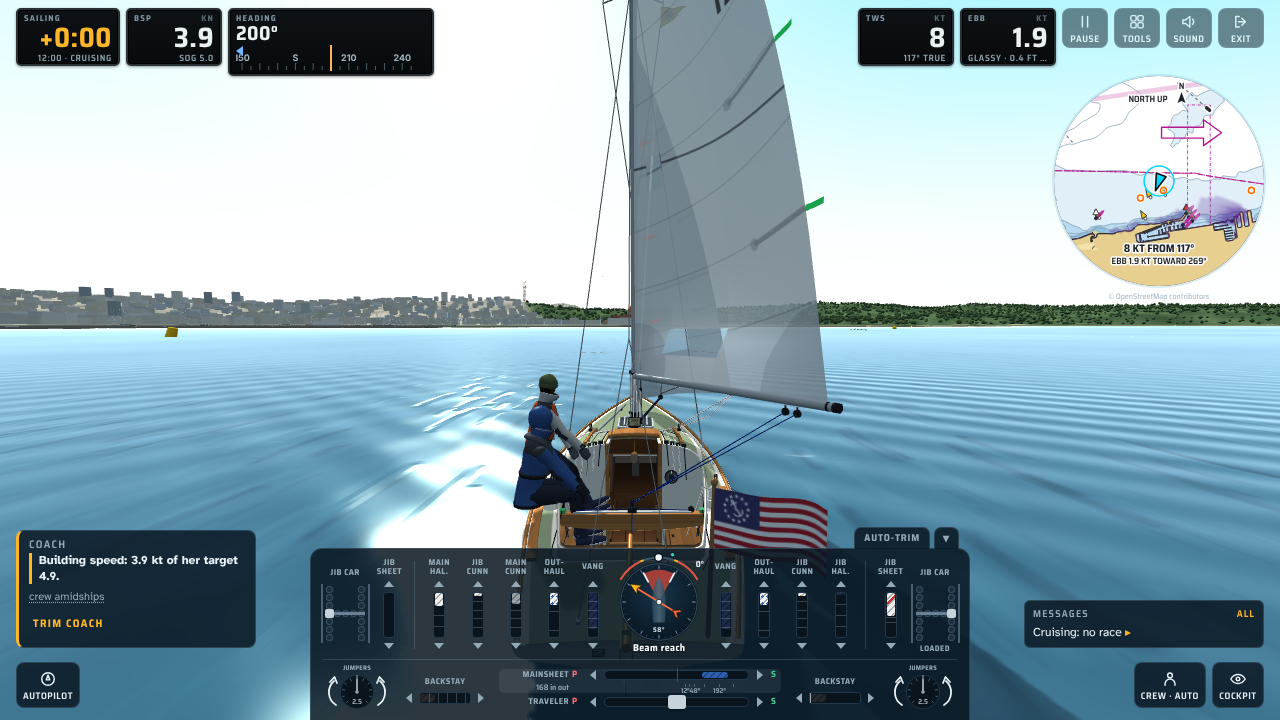 SAILING
+0:00
12:00 · CRUISING
BSP KN
3.9
SOG 5.0
HEADING
200°
150 S 210 240
TWS KT
8
117° TRUE
EBB KT
1.9
GLASSY · 0.4 FT ...
PAUSE
TOOLS
SOUND
EXIT
NORTH UP
N
8 KT FROM 117°
EBB 1.9 KT TOWARD 269°
© OpenStreetMap contributors
COACH
Building speed: 3.9 kt of her target
4.9.
crew amidships
TRIM COACH
AUTOPILOT
AUTO-TRIM ▼
JIB CAR
JIB SHEET
MAIN HAL.
JIB CUNN
MAIN CUNN
OUT-HAUL
VANG
0°
58°
Beam reach
VANG
OUT-HAUL
JIB CUNN
JIB HAL.
JIB SHEET
JIB CAR
LOADED
JUMPERS
2.5
BACKSTAY
MAINSHEET P S
168 in out
12'48" 192"
TRAVELER P S
BACKSTAY
JUMPERS
2.5
MESSAGES ALL
Cruising: no race ▸
CREW · AUTO
COCKPIT